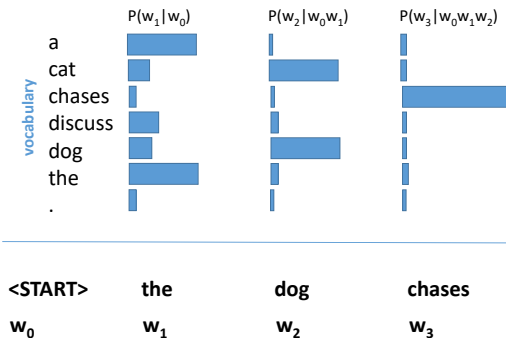 P(w₁|w₀) P(w₂|w₀w₁) P(w₃|w₀w₁w₂)
vocabulary
a
cat
chases
discuss
dog
the
.
<START> the dog chases
w₀ w₁ w₂ w₃